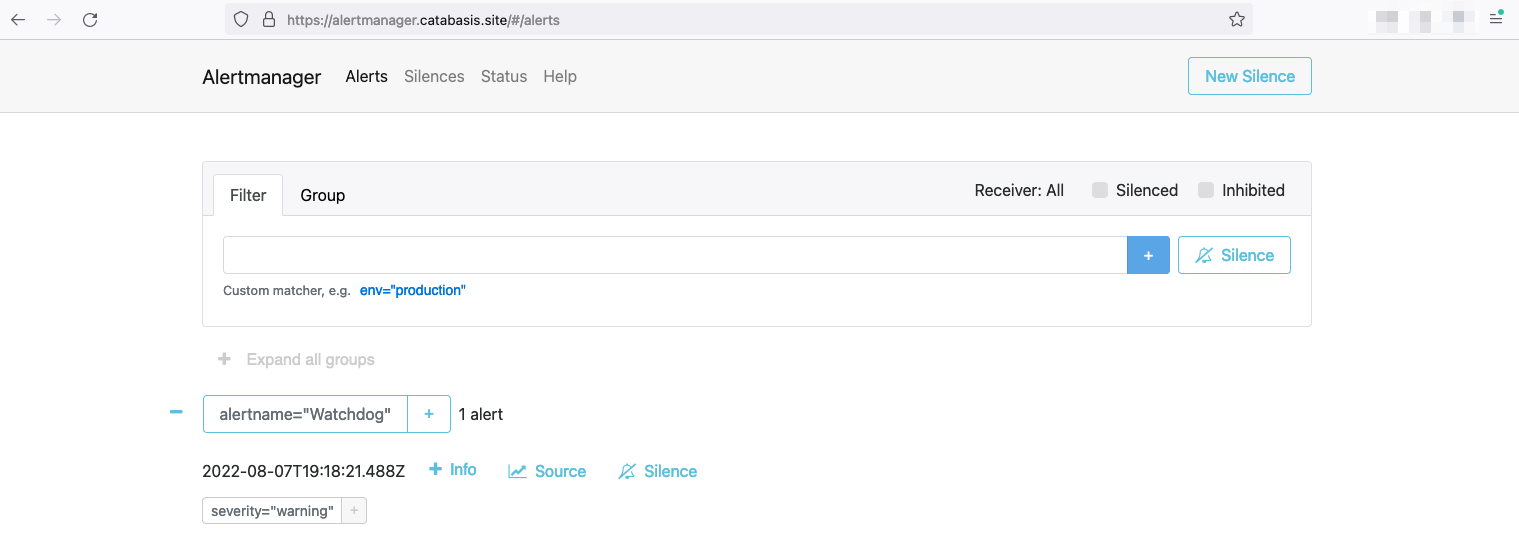 https://alertmanager.catabasis.site/#/alerts
Alertmanager Alerts Silences Status Help New Silence
Filter Group Receiver: All Silenced Inhibited
+ Silence
Custom matcher, e.g. env="production"
+ Expand all groups
− alertname="Watchdog" + 1 alert
2022-08-07T19:18:21.488Z + Info Source Silence
severity="warning" +